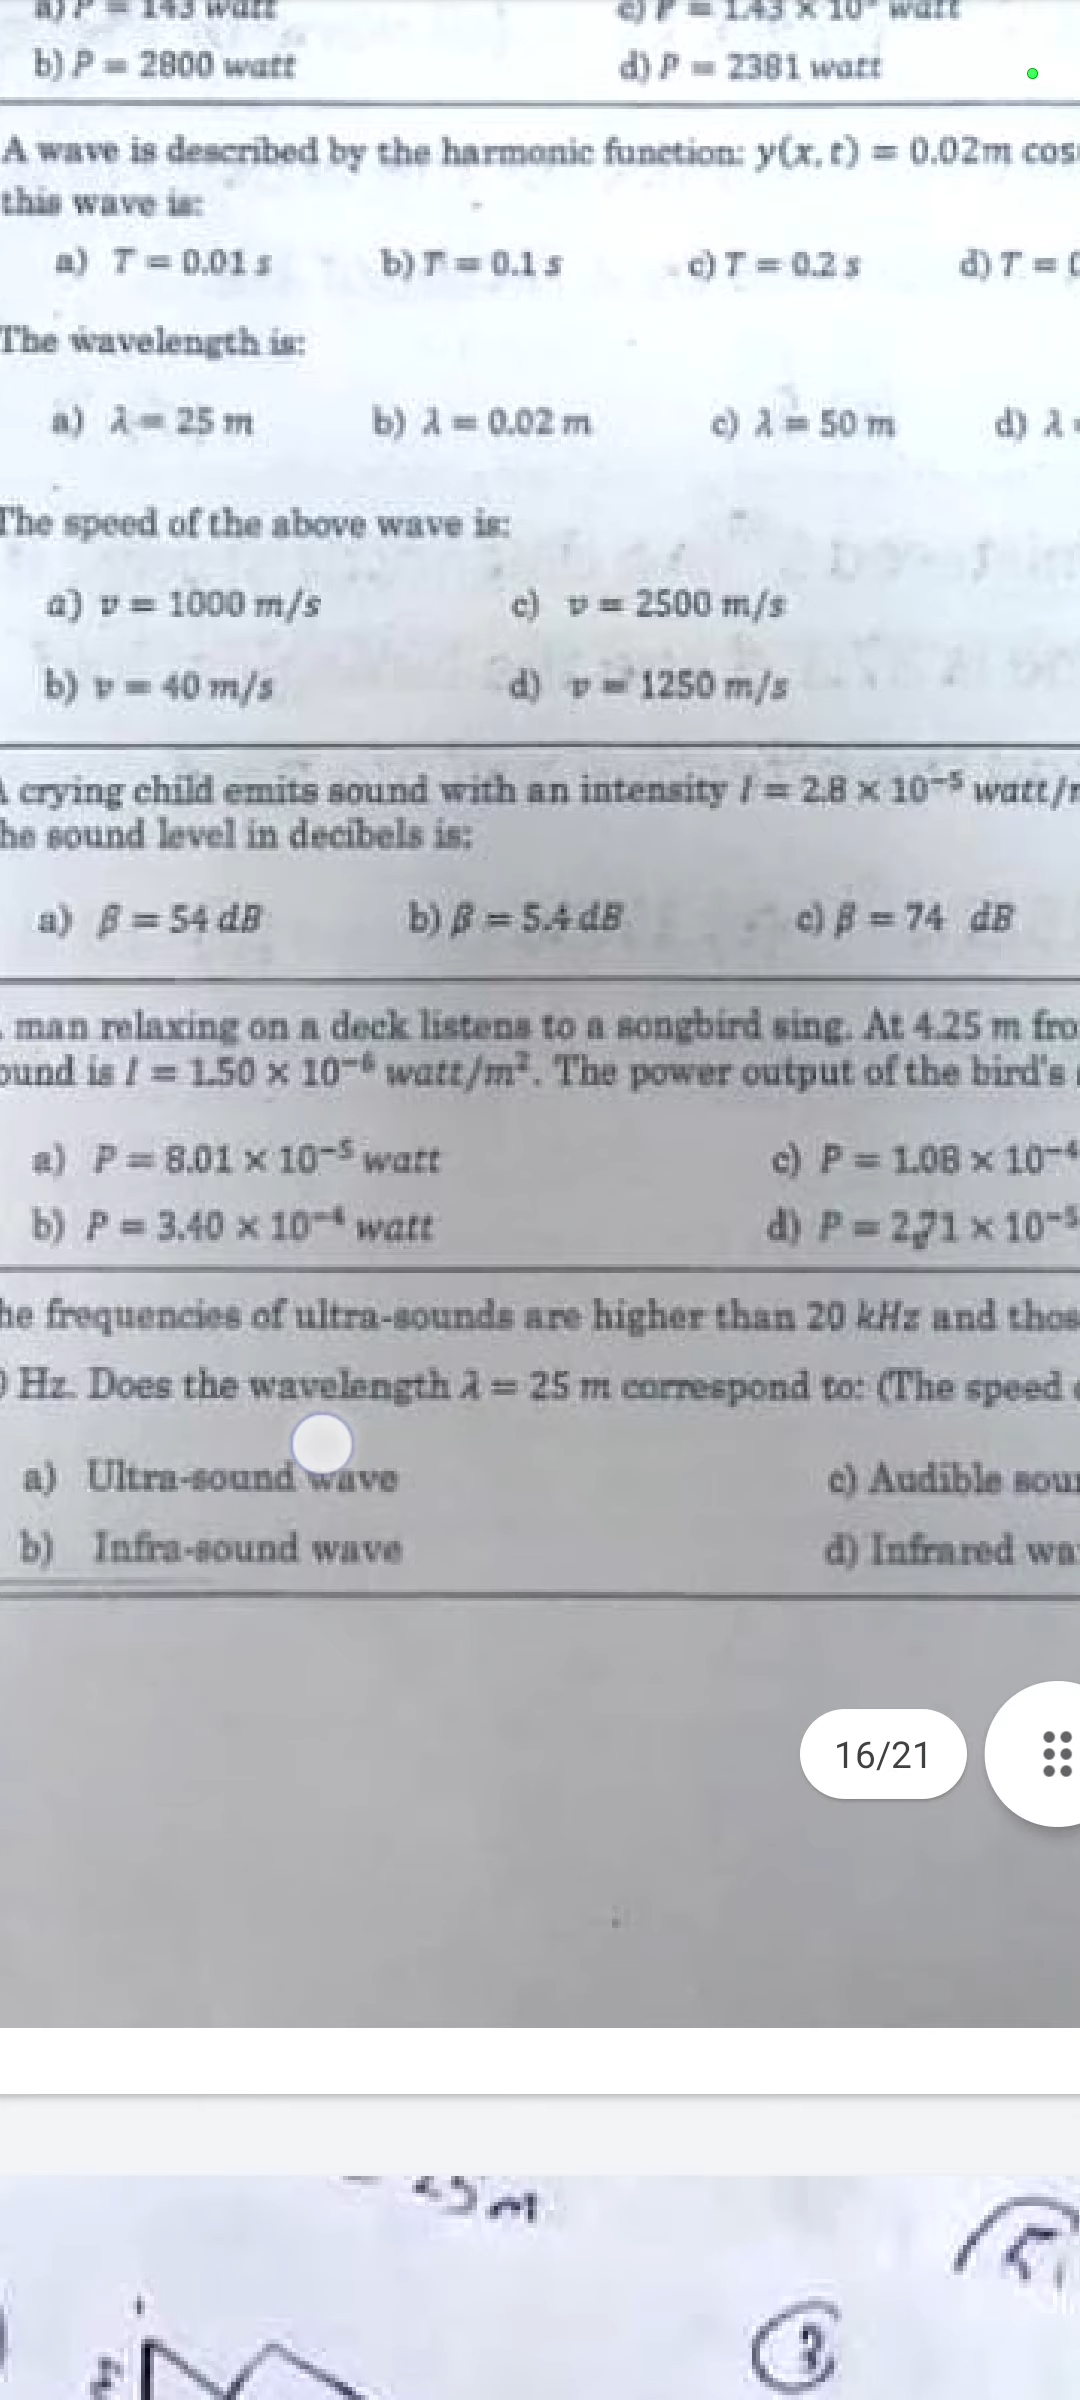 a) P = 143 watt c) P = 1.43 × 10 watt
b) P = 2800 watt d) P = 2381 watt
A wave is described by the harmonic function: y(x, t) = 0.02m cos
this wave is:
a) T = 0.01 s b) T = 0.1 s c) T = 0.2 s d) T =
The wavelength is:
a) λ = 25 m b) λ = 0.02 m c) λ = 50 m d) λ
The speed of the above wave is:
a) v = 1000 m/s c) v = 2500 m/s
b) v = 40 m/s d) v = 1250 m/s
crying child emits sound with an intensity I = 2.8 × 10⁻⁵ watt/
he sound level in decibels is:
a) β = 54 dB b) β = 5.4 dB c) β = 74 dB
man relaxing on a deck listens to a songbird sing. At 4.25 m fro
ound is I = 1.50 × 10⁻⁶ watt/m². The power output of the bird's
a) P = 8.01 × 10⁻⁵ watt c) P = 1.08 × 10⁻⁴
b) P = 3.40 × 10⁻⁴ watt d) P = 2.71 × 10⁻⁵
he frequencies of ultra-sounds are higher than 20 kHz and thos
Hz. Does the wavelength λ = 25 m correspond to: (The speed
a) Ultra-sound wave c) Audible sou
b) Infra-sound wave d) Infrared wa
16/21
25 m